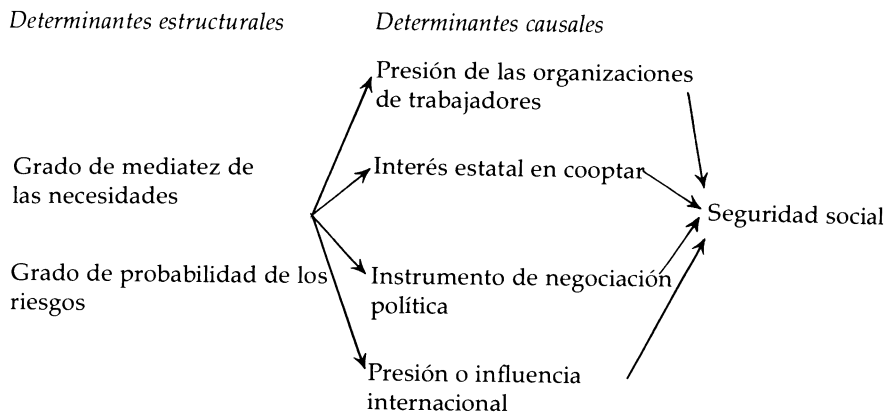 Determinantes estructurales
Determinantes causales
Presión de las organizaciones
de trabajadores
Grado de mediatez de
las necesidades
Interés estatal en cooptar
Seguridad social
Grado de probabilidad de los
riesgos
Instrumento de negociación
política
Presión o influencia
internacional